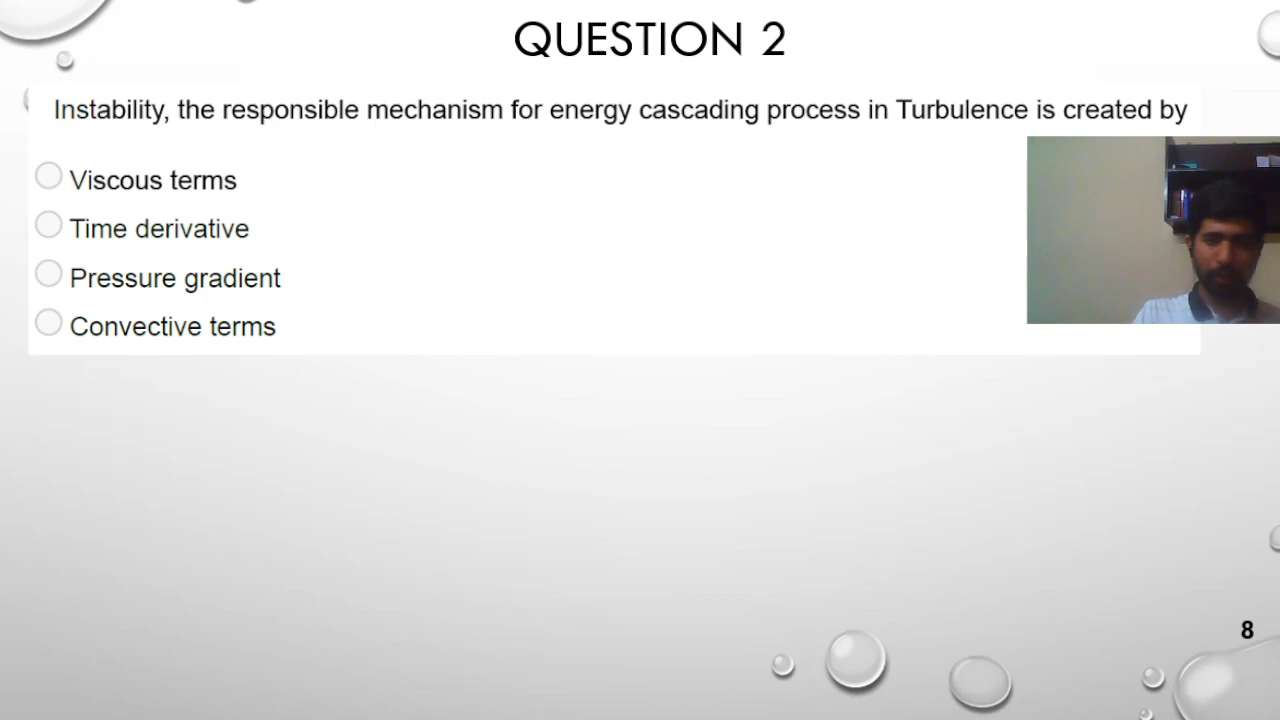 QUESTION 2
Instability, the responsible mechanism for energy cascading process in Turbulence is created by
Viscous terms
Time derivative
Pressure gradient
Convective terms
8